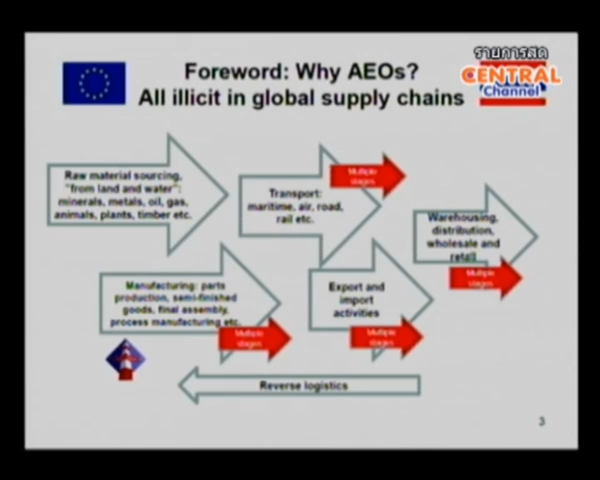 รายการสด
CENTRAL
Channel
Foreword: Why AEOs?
All illicit in global supply chains
Raw material sourcing,
"from land and water":
minerals, metals, oil, gas,
animals, plants, timber etc.
Transport:
maritime, air, road,
rail etc.
Multiple
stages
Warehousing,
distribution,
wholesale and
retail
Multiple
stages
Manufacturing: parts
production, semi-finished
goods, final assembly,
process manufacturing etc.
Multiple
stages
Export and
import
activities
Multiple
stages
Reverse logistics
3